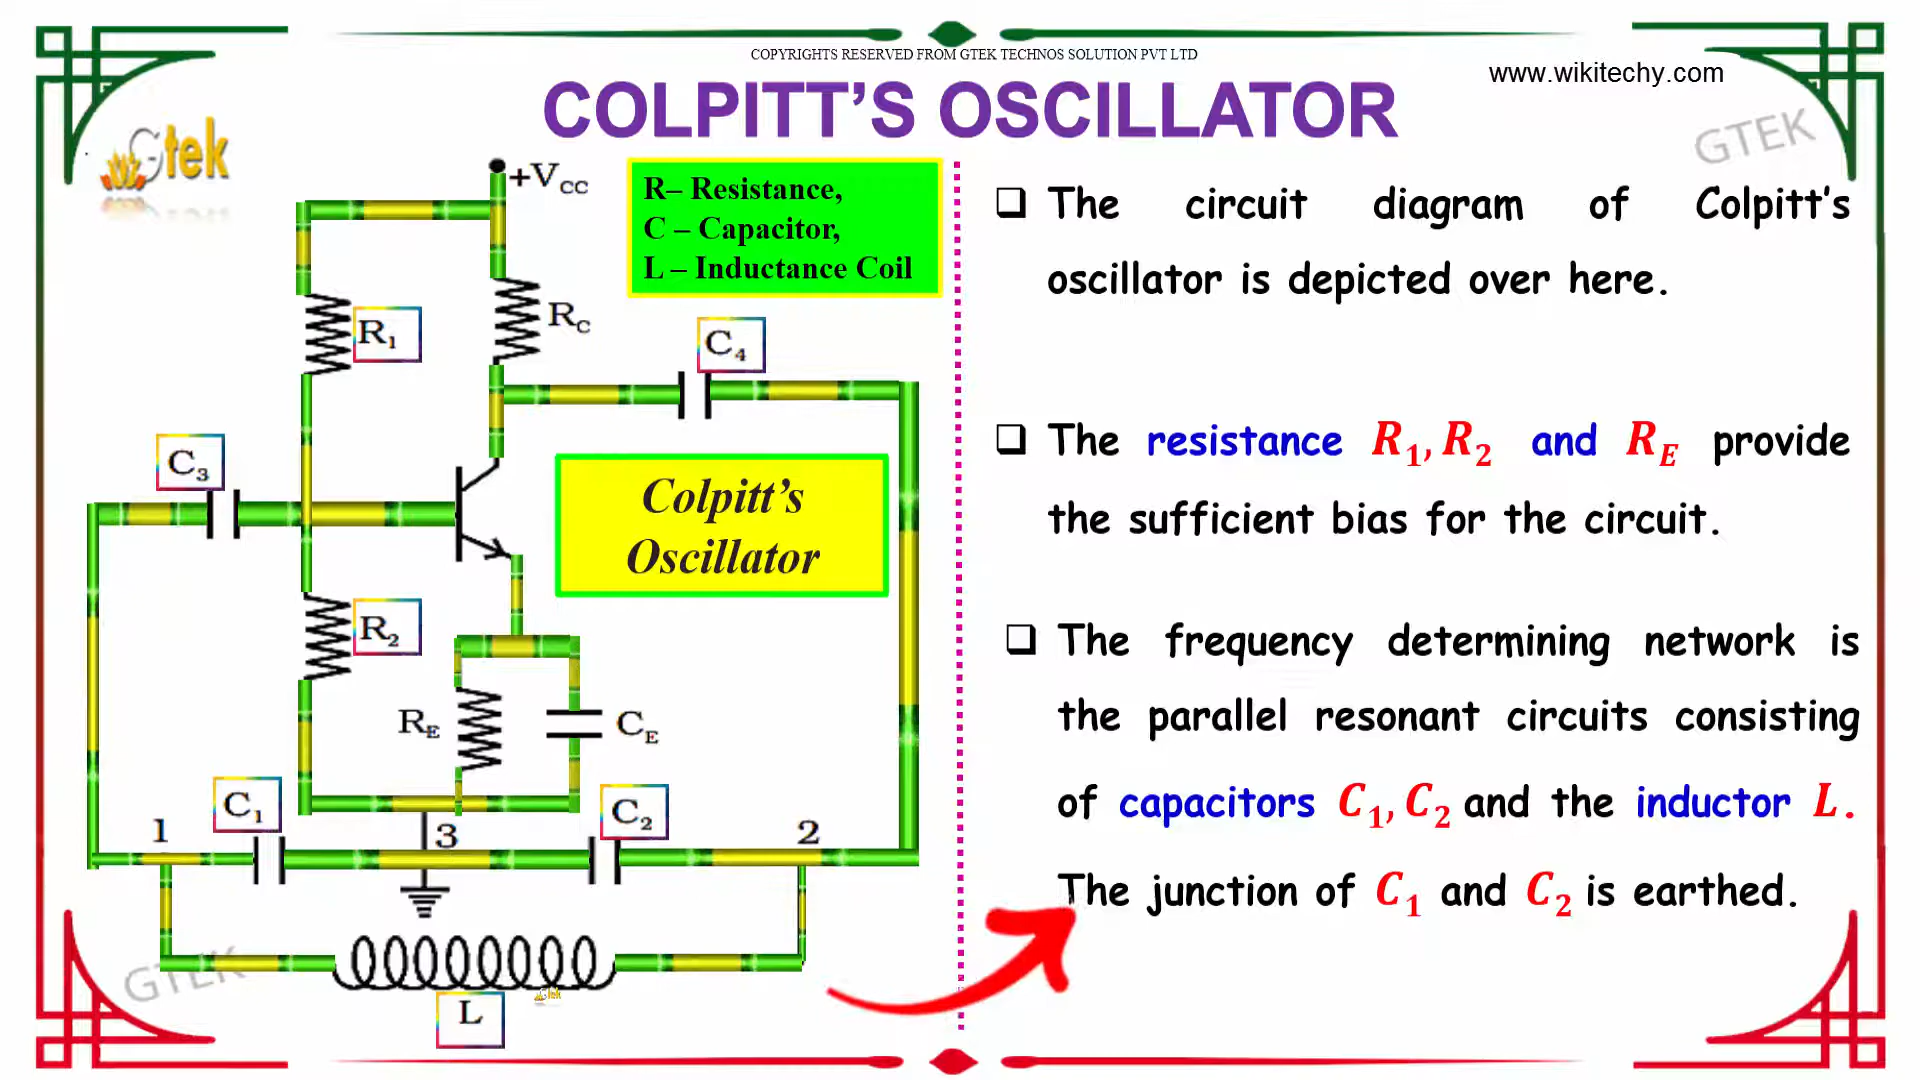 COPYRIGHTS RESERVED FROM GTEK TECHNOS SOLUTION PVT LTD
www.wikitechy.com
COLPITT’S OSCILLATOR
Gtek
GTEK
+VCC
R– Resistance,
C – Capacitor,
L – Inductance Coil
R1
RC
C4
C3
Colpitt’s
Oscillator
R2
RE
CE
C1
C2
1
3
2
L
Gtek
GTEK
The circuit diagram of Colpitt's
oscillator is depicted over here.
The resistance R1, R2 and RE provide
the sufficient bias for the circuit.
The frequency determining network is
the parallel resonant circuits consisting
of capacitors C1, C2 and the inductor L.
The junction of C1 and C2 is earthed.